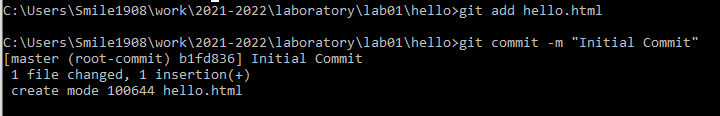 C:\Users\Smile1908\work\2021-2022\laboratory\lab01\hello>git add hello.html
C:\Users\Smile1908\work\2021-2022\laboratory\lab01\hello>git commit -m "Initial Commit"
[master (root-commit) b1fd836] Initial Commit
 1 file changed, 1 insertion(+)
 create mode 100644 hello.html